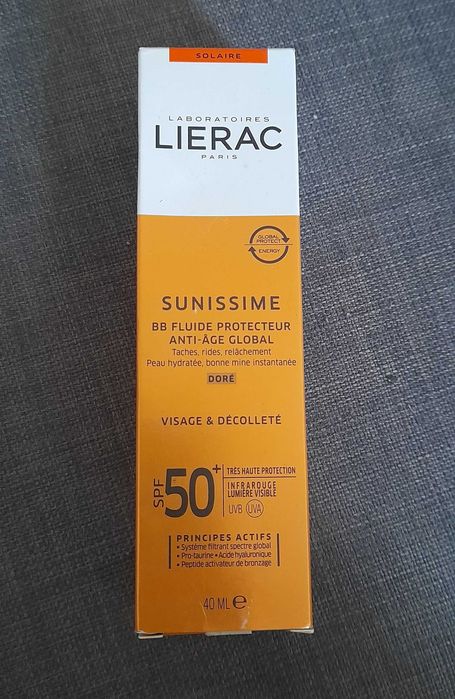 SOLAIRE
LABORATOIRES
LIERAC
PARIS
GLOBAL
PROTECT
ENERGY
SUNISSIME
BB FLUIDE PROTECTEUR
ANTI-ÂGE GLOBAL
Taches, rides, relâchement
Peau hydratée, bonne mine instantanée
DORÉ
VISAGE & DÉCOLLETÉ
SPF 50+
TRÈS HAUTE PROTECTION
INFRAROUGE
LUMIÈRE VISIBLE
UVB UVA
PRINCIPES ACTIFS
• Système filtrant spectre global
• Pro-taurine • Acide hyaluronique
• Peptide activateur de bronzage
40 ML e